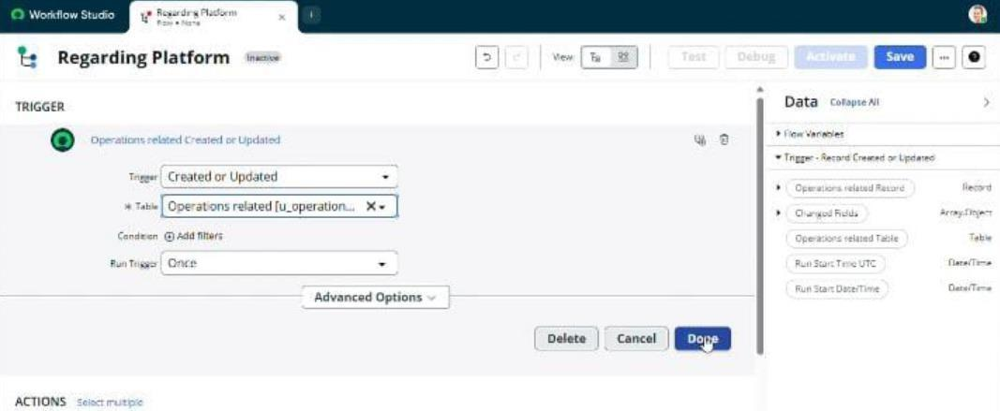 Workflow Studio
Regarding Platform
Flow • None
Regarding Platform Inactive
View: Test Debug Activate Save
TRIGGER
Operations related Created or Updated
Trigger Created or Updated
* Table Operations related [u_operation...
Condition Add filters
Run Trigger Once
Advanced Options
Delete Cancel Done
ACTIONS Select multiple
Data Collapse All
Flow Variables
Trigger - Record Created or Updated
Operations related Record Record
Changed Fields Array.Object
Operations related Table Table
Run Start Time UTC Date/Time
Run Start Date/Time Date/Time